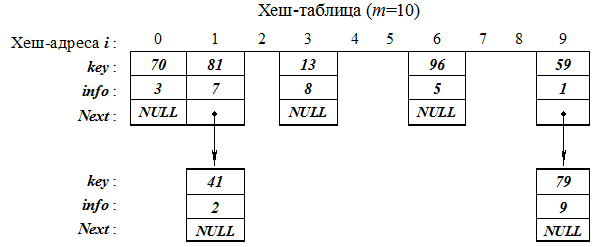 Хеш-таблица (m=10)
Хеш-адреса i : 0 1 2 3 4 5 6 7 8 9
key : 70 81 13 96 59
info : 3 7 8 5 1
Next : NULL NULL NULL
key : 41 79
info : 2 9
Next : NULL NULL